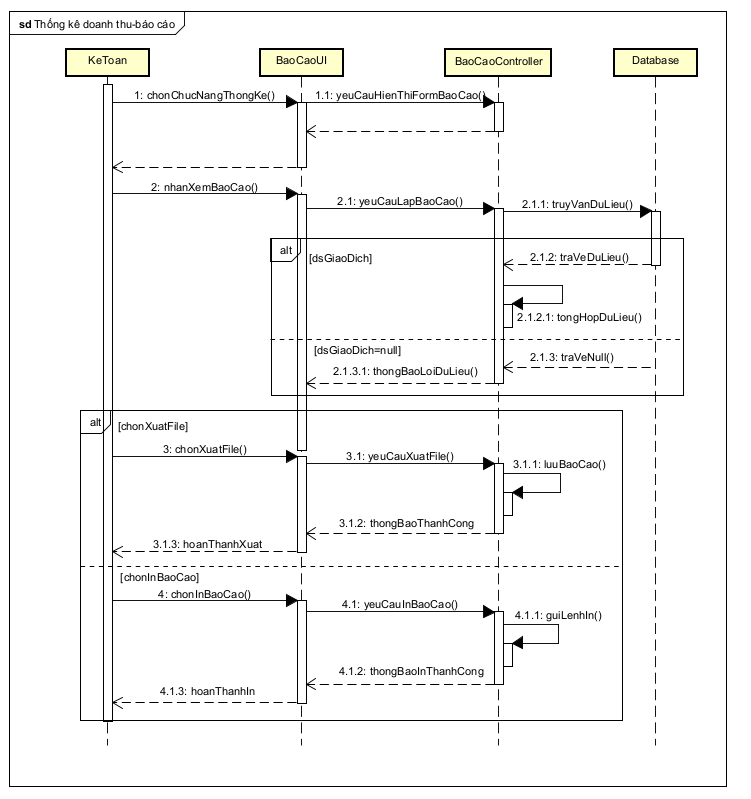 sd Thống kê doanh thu-báo cáo
KeToan
BaoCaoUI
BaoCaoController
Database
1: chonChucNangThongKe()
1.1: yeuCauHienThiFormBaoCao()
2: nhanXemBaoCao()
2.1: yeuCauLapBaoCao()
2.1.1: truyVanDuLieu()
alt
[dsGiaoDich]
2.1.2: traVeDuLieu()
2.1.2.1: tongHopDuLieu()
[dsGiaoDich=null]
2.1.3: traVeNull()
2.1.3.1: thongBaoLoiDuLieu()
alt
[chonXuatFile]
3: chonXuatFile()
3.1: yeuCauXuatFile()
3.1.1: luuBaoCao()
3.1.2: thongBaoThanhCong
3.1.3: hoanThanhXuat
[chonInBaoCao]
4: chonInBaoCao()
4.1: yeuCauInBaoCao()
4.1.1: guiLenhIn()
4.1.2: thongBaoInThanhCong
4.1.3: hoanThanhIn